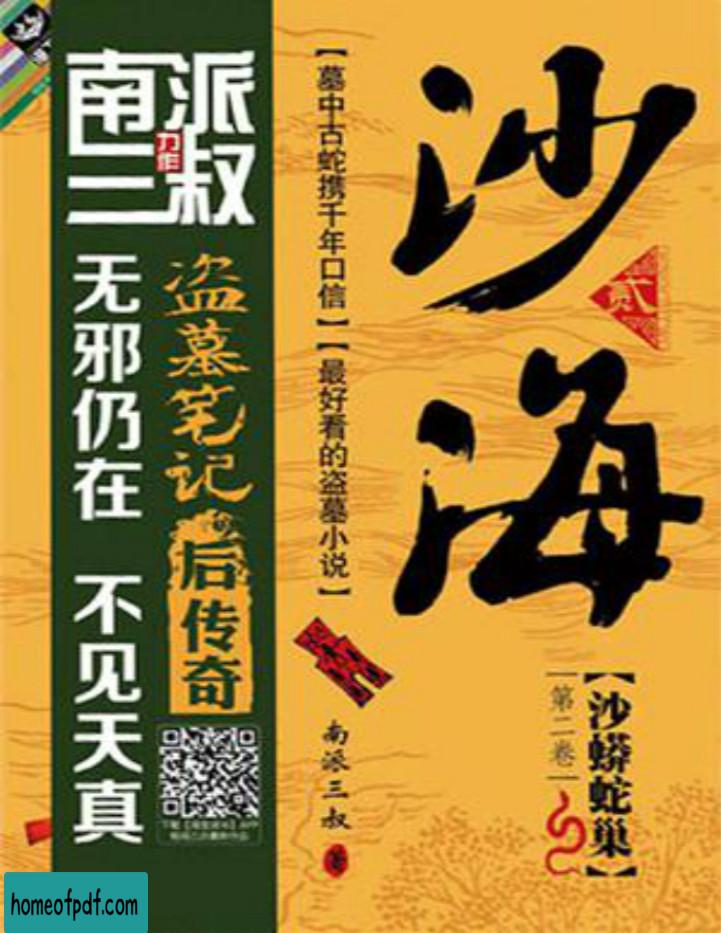 沙海
贰
【沙蟒蛇巢】
第二卷
【墓中古蛇携千年口信】【最好看的盗墓小说】
南派三叔 著
南派三叔
力作
盗墓笔记
的
后传奇
无邪仍在 不见天真
homeofpdf.com